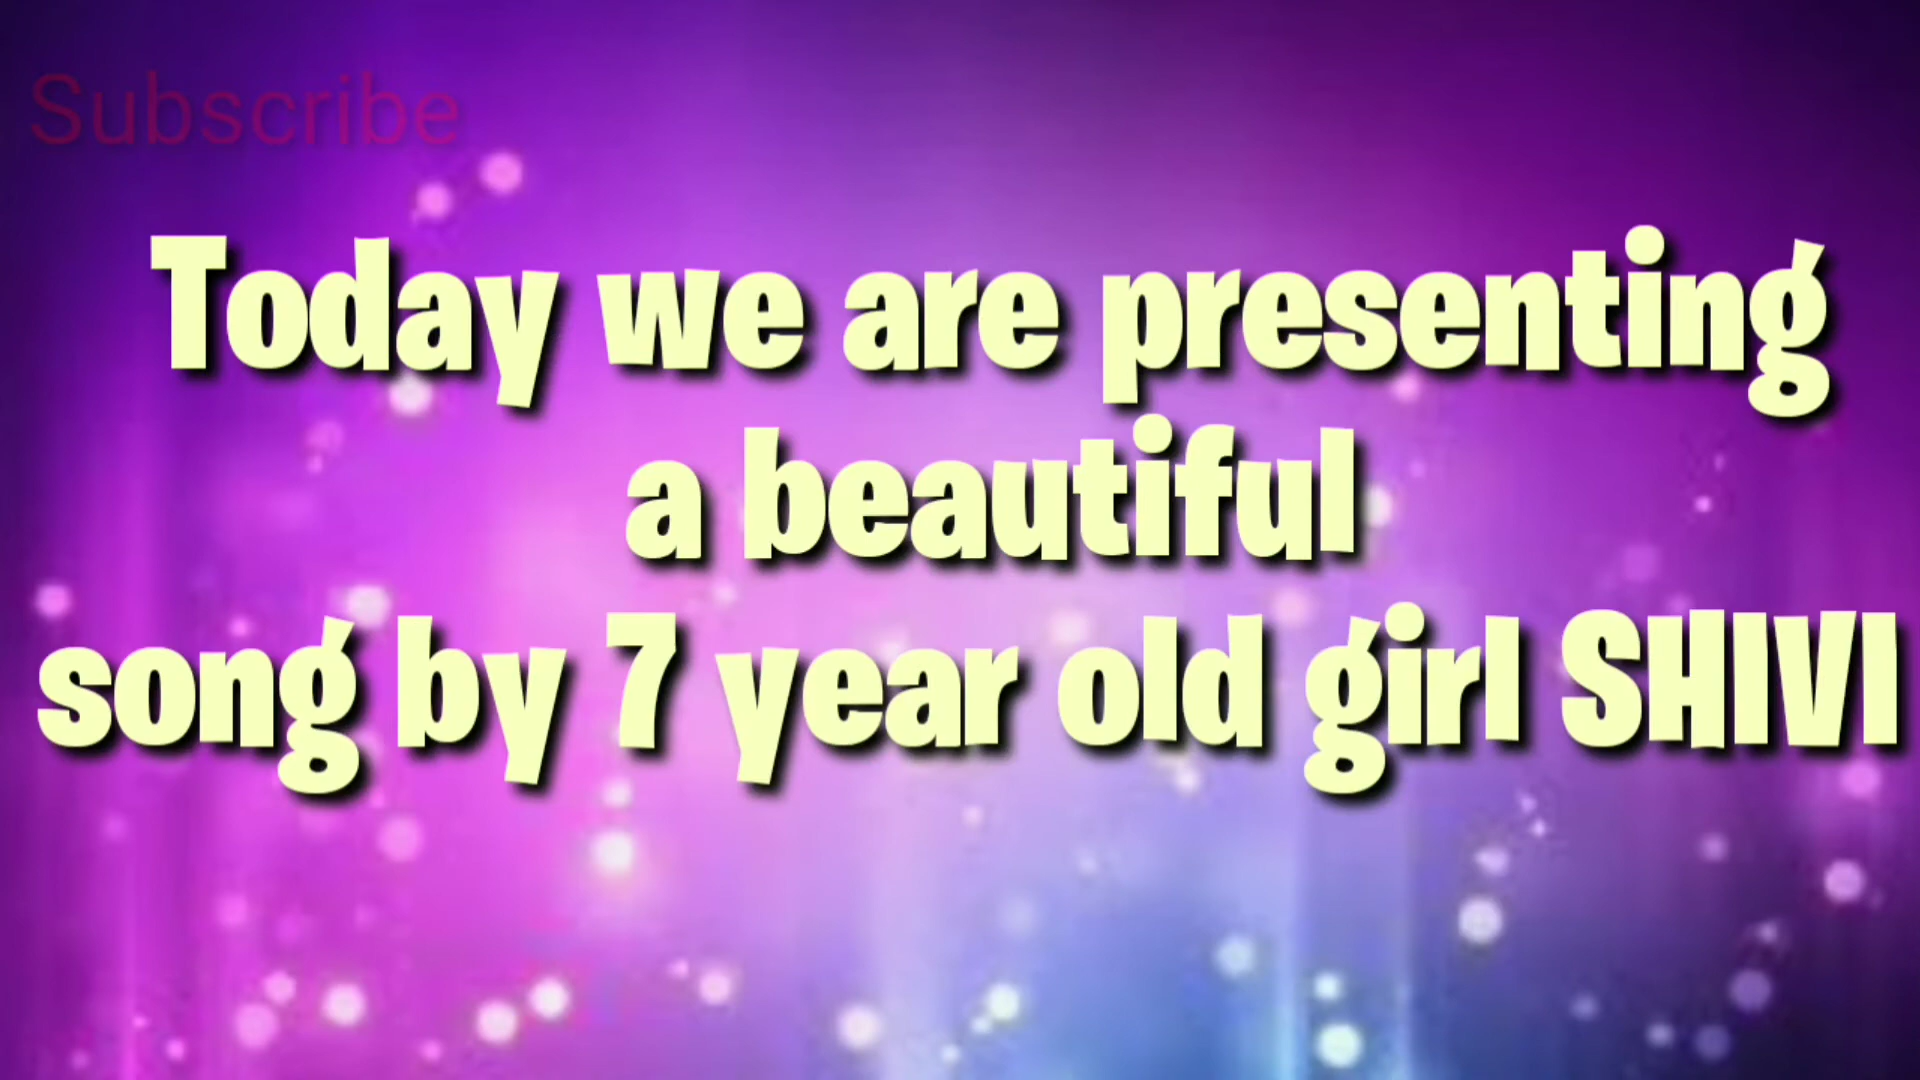 Subscribe
Today we are presenting
a beautiful
song by 7 year old girl SHIVI